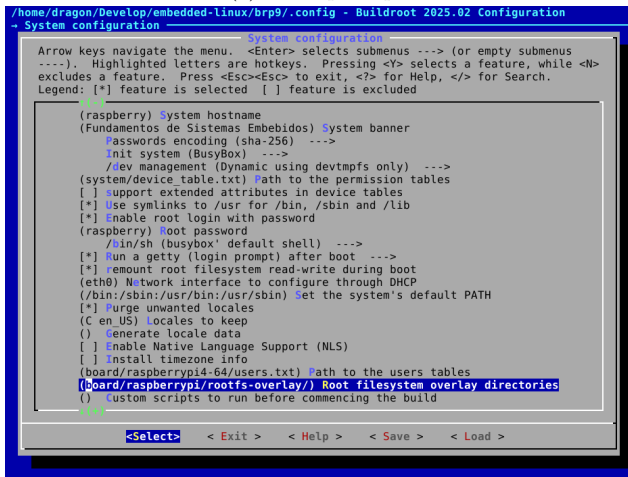 /home/dragon/Develop/embedded-linux/brp9/.config - Buildroot 2025.02 Configuration
→ System configuration
System configuration
Arrow keys navigate the menu.  <Enter> selects submenus ---> (or empty submenus
----).  Highlighted letters are hotkeys.  Pressing <Y> selects a feature, while <N>
excludes a feature.  Press <Esc><Esc> to exit, <?> for Help, </> for Search.
Legend: [*] feature is selected  [ ] feature is excluded
^(-)
(raspberry) System hostname
(Fundamentos de Sistemas Embebidos) System banner
Passwords encoding (sha-256)  --->
Init system (BusyBox)  --->
/dev management (Dynamic using devtmpfs only)  --->
(system/device_table.txt) Path to the permission tables
[ ] support extended attributes in device tables
[*] Use symlinks to /usr for /bin, /sbin and /lib
[*] Enable root login with password
(raspberry) Root password
/bin/sh (busybox' default shell)  --->
[*] Run a getty (login prompt) after boot  --->
[*] remount root filesystem read-write during boot
(eth0) Network interface to configure through DHCP
(/bin:/sbin:/usr/bin:/usr/sbin) Set the system's default PATH
[*] Purge unwanted locales
(C en_US) Locales to keep
()  Generate locale data
[ ] Enable Native Language Support (NLS)
[ ] Install timezone info
(board/raspberrypi4-64/users.txt) Path to the users tables
(board/raspberrypi/rootfs-overlay/) Root filesystem overlay directories
()  Custom scripts to run before commencing the build
<Select>    < Exit >    < Help >    < Save >    < Load >